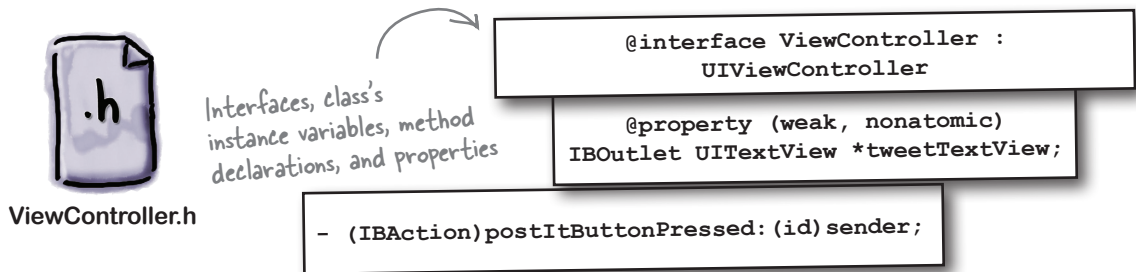 .h
ViewController.h
Interfaces, class's
instance variables, method
declarations, and properties
@interface ViewController :
UIViewController
@property (weak, nonatomic)
IBOutlet UITextView *tweetTextView;
- (IBAction)postItButtonPressed:(id)sender;